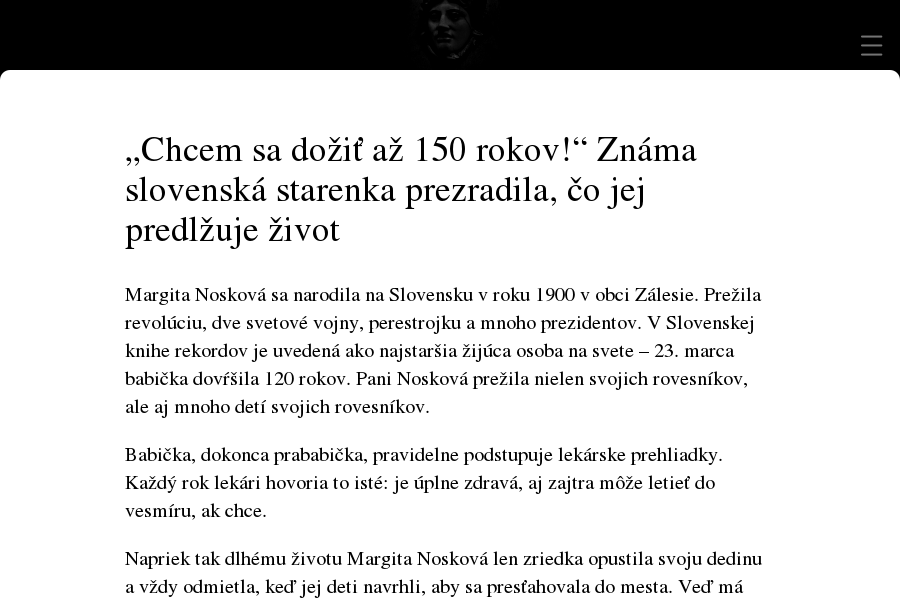 „Chcem sa dožiť až 150 rokov!“ Známa
slovenská starenka prezradila, čo jej
predlžuje život
Margita Nosková sa narodila na Slovensku v roku 1900 v obci Zálesie. Prežila
revolúciu, dve svetové vojny, perestrojku a mnoho prezidentov. V Slovenskej
knihe rekordov je uvedená ako najstaršia žijúca osoba na svete – 23. marca
babička dovŕšila 120 rokov. Pani Nosková prežila nielen svojich rovesníkov,
ale aj mnoho detí svojich rovesníkov.
Babička, dokonca prababička, pravidelne podstupuje lekárske prehliadky.
Každý rok lekári hovoria to isté: je úplne zdravá, aj zajtra môže letieť do
vesmíru, ak chce.
Napriek tak dlhému životu Margita Nosková len zriedka opustila svoju dedinu
a vždy odmietla, keď jej deti navrhli, aby sa presťahovala do mesta. Veď má